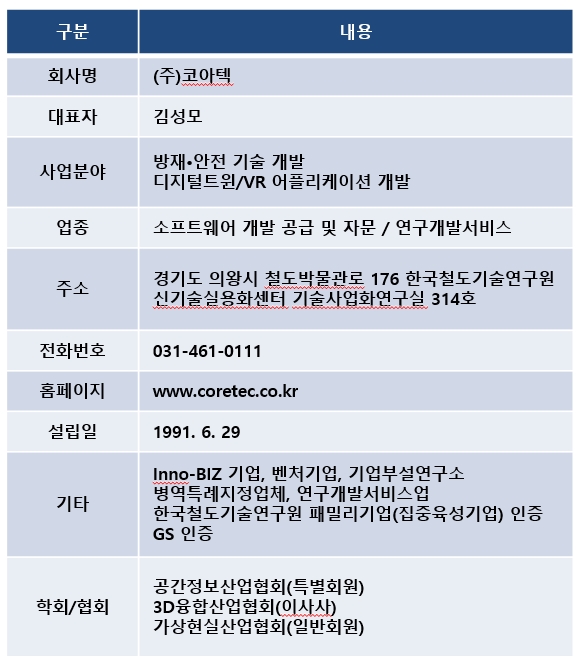 구분 내용
회사명 (주)코아텍
대표자 김성모
사업분야 방재•안전 기술 개발
디지털트윈/VR 어플리케이션 개발
업종 소프트웨어 개발 공급 및 자문 / 연구개발서비스
주소 경기도 의왕시 철도박물관로 176 한국철도기술연구원
신기술실용화센터 기술사업화연구실 314호
전화번호 031-461-0111
홈페이지 www.coretec.co.kr
설립일 1991. 6. 29
기타 Inno-BIZ 기업, 벤처기업, 기업부설연구소
병역특례지정업체, 연구개발서비스업
한국철도기술연구원 패밀리기업(집중육성기업) 인증
GS 인증
학회/협회 공간정보산업협회(특별회원)
3D융합산업협회(이사사)
가상현실산업협회(일반회원)